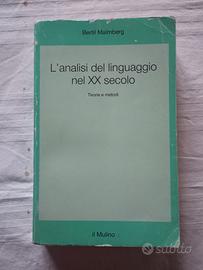 Bertil Malmberg
L'analisi del linguaggio
nel XX secolo
Teorie e metodi
il Mulino
subito